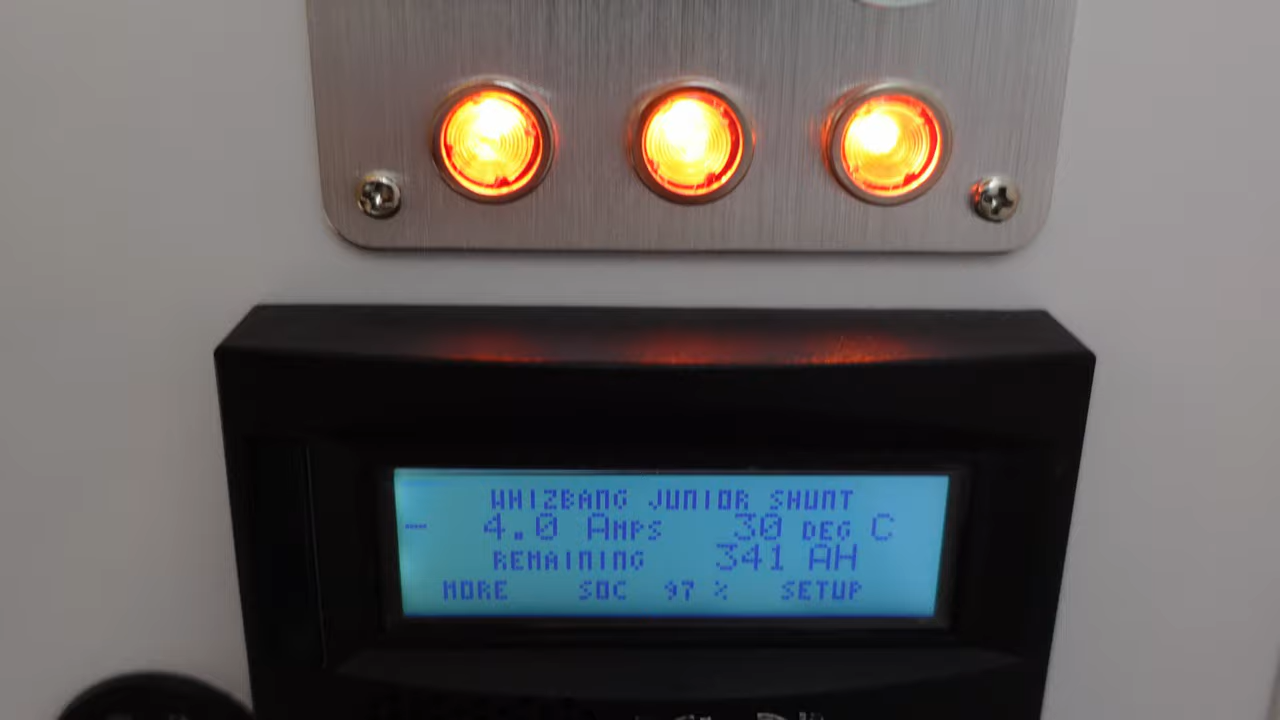 WHIZBANG JUNIOR SHUNT
- 4.0 AMPS 30 DEG C
REMAINING 341 AH
MORE SOC 97 % SETUP